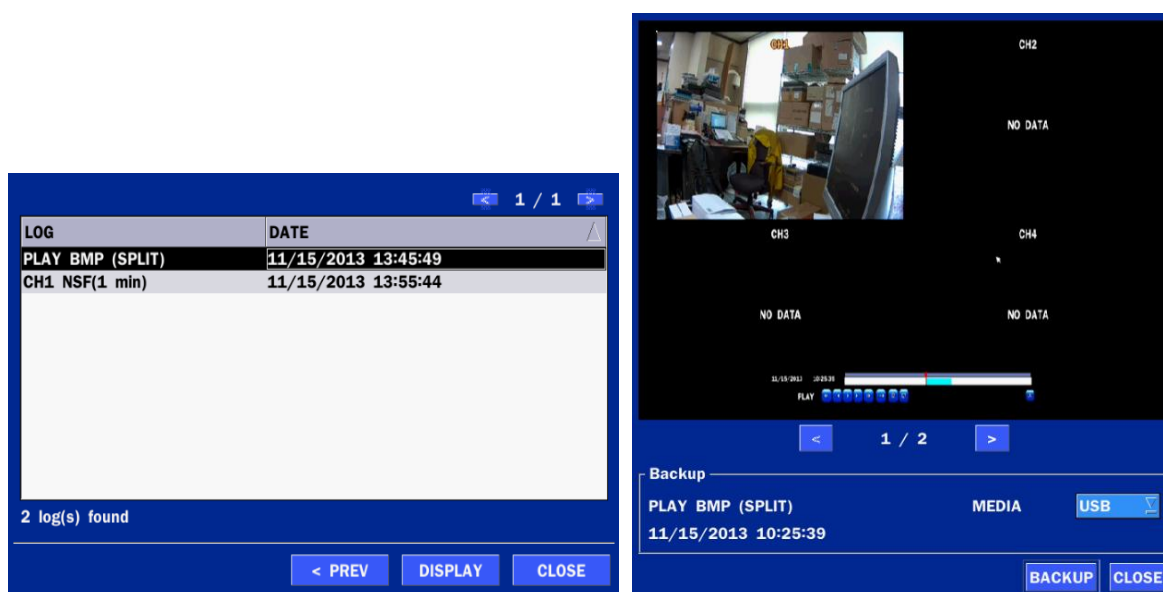 < 1 / 1 >
LOG DATE
PLAY BMP (SPLIT) 11/15/2013 13:45:49
CH1 NSF(1 min) 11/15/2013 13:55:44
2 log(s) found
< PREV DISPLAY CLOSE
CH1 CH2
NO DATA
CH3 CH4
NO DATA NO DATA
11/15/2013 10:25:39
PLAY
< 1 / 2 >
Backup
PLAY BMP (SPLIT) MEDIA USB
11/15/2013 10:25:39
BACKUP CLOSE